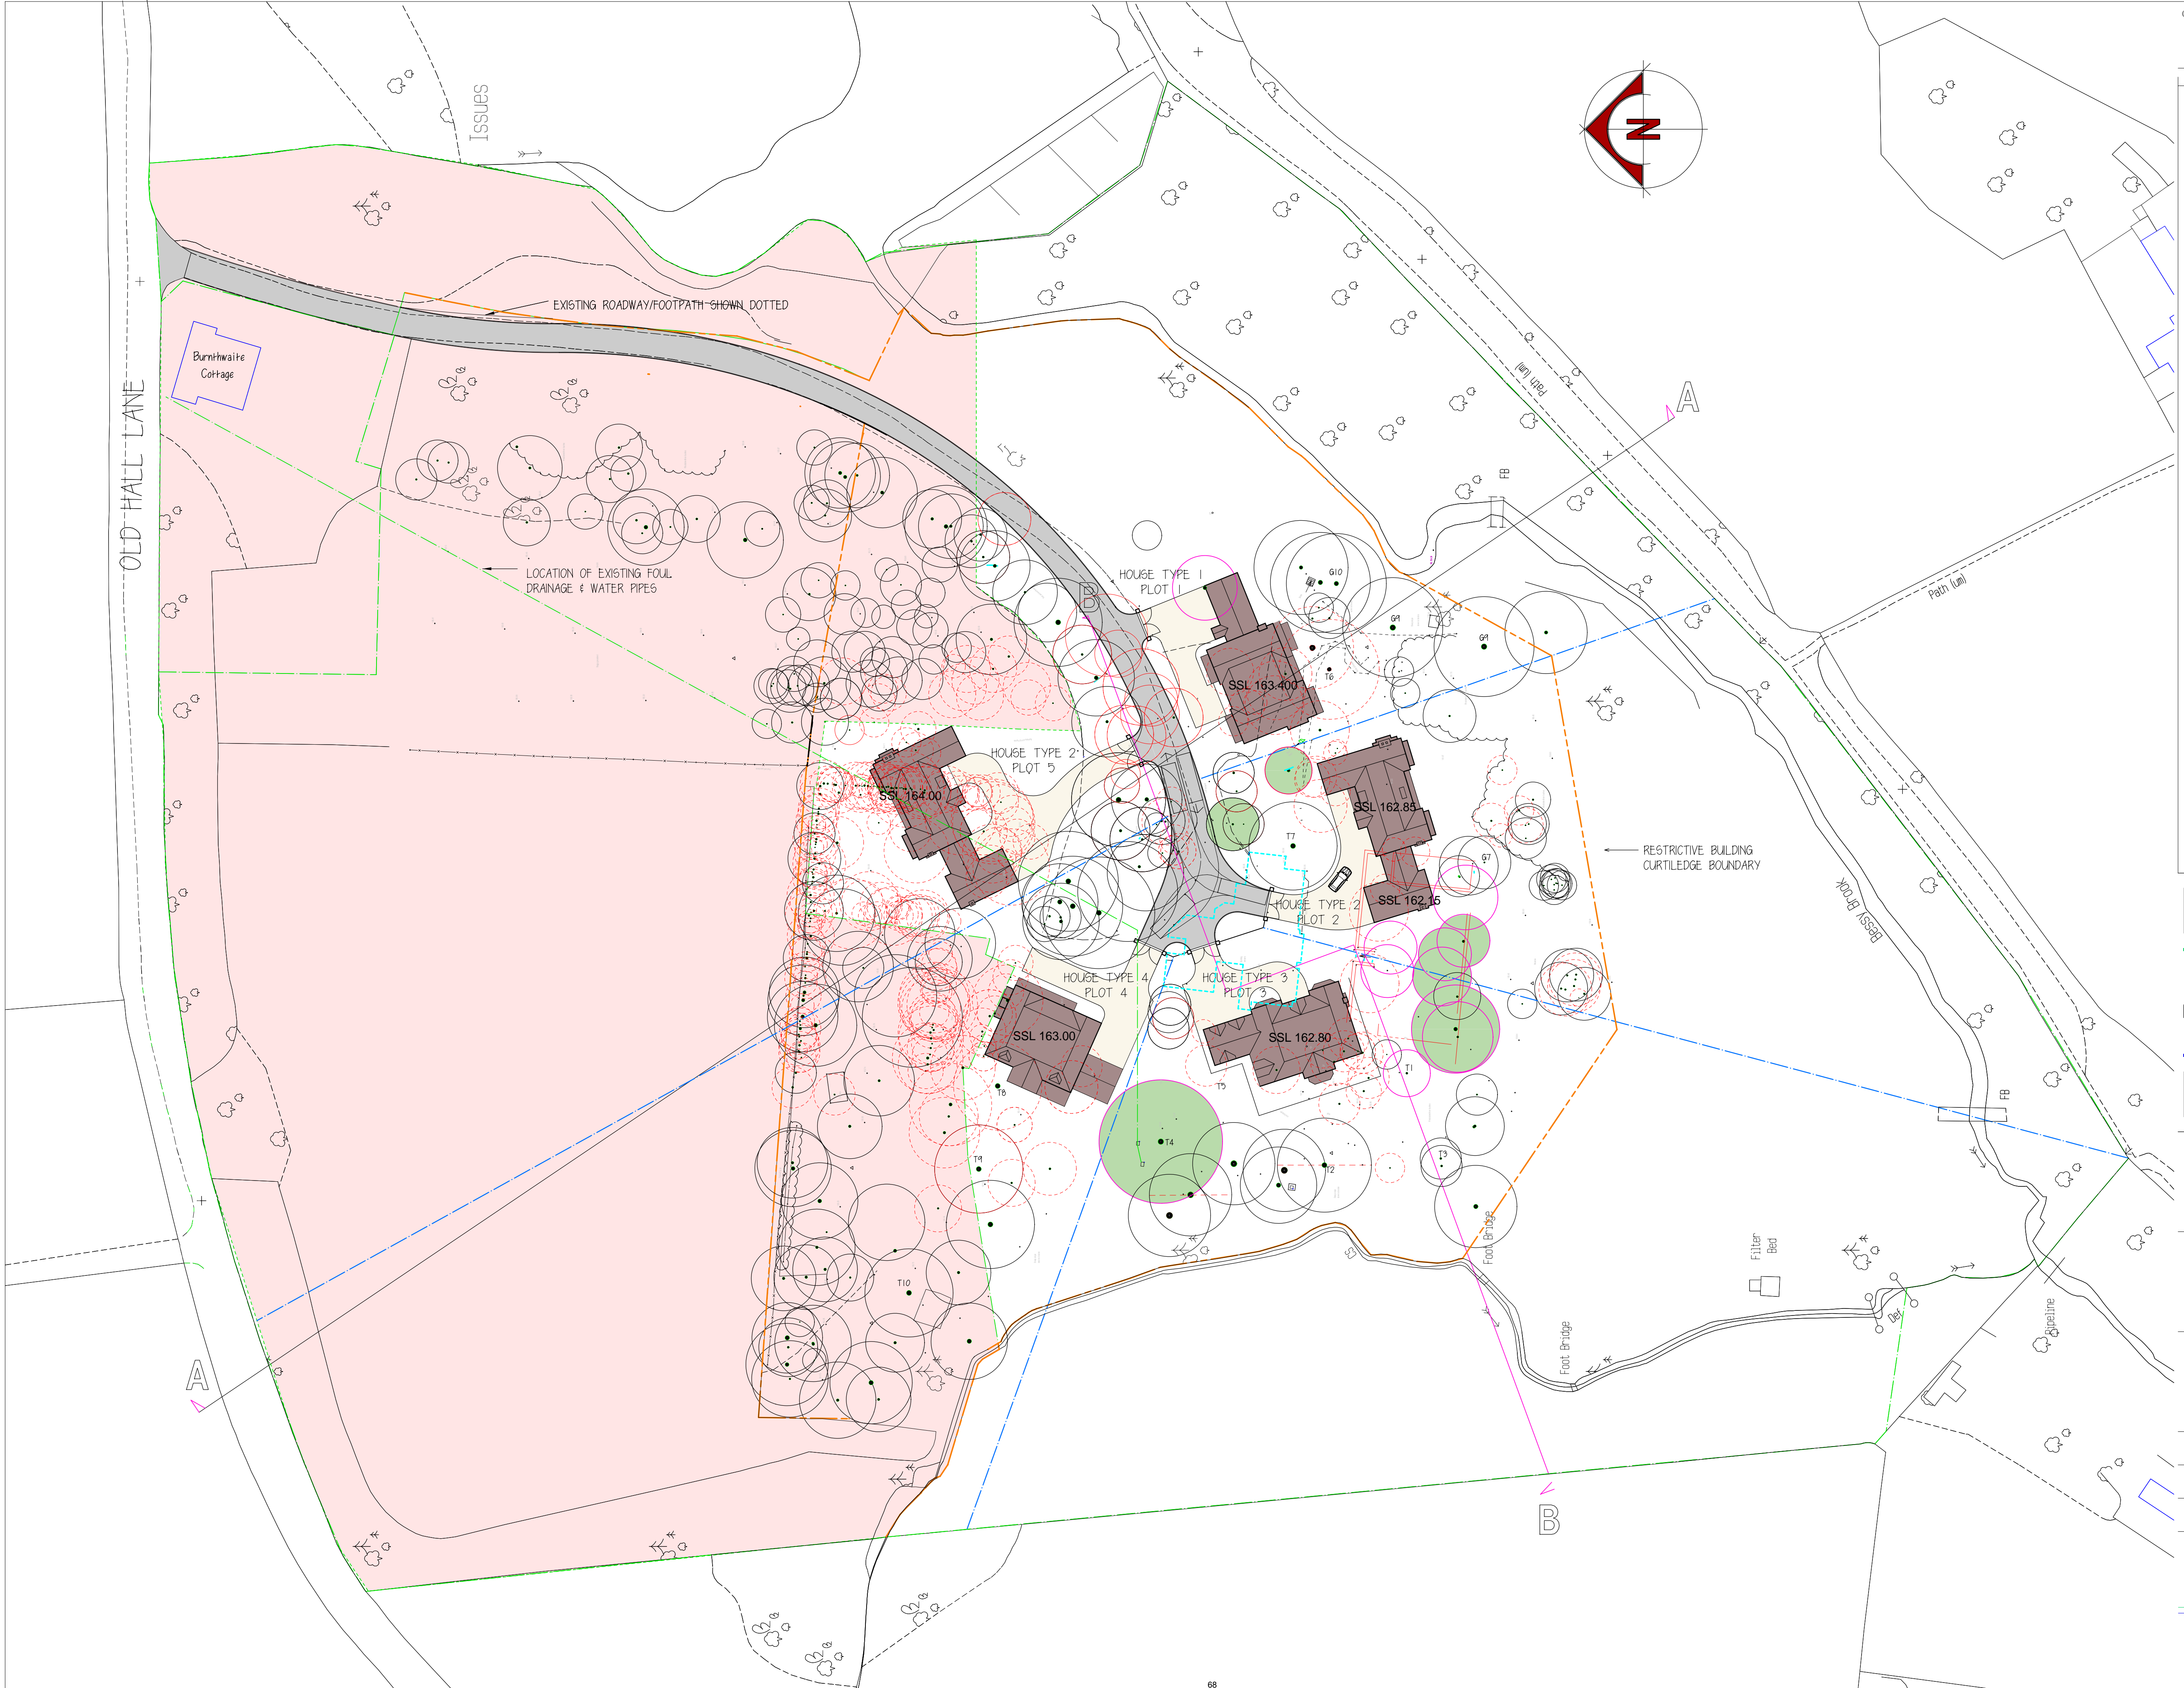 Issues
N
EXISTING ROADWAY/FOOTPATH SHOWN DOTTED
Burnthwaite
Cottage
OLD HALL LANE
Path (um)
A
FB
LOCATION OF EXISTING FOUL
DRAINAGE & WATER PIPES
HOUSE TYPE 1
PLOT 1
B
G10
G9
G9
Path (um)
SSL 163.400
T6
HOUSE TYPE 2
PLOT 5
SSL 164.00
SSL 162.85
T7
G7
RESTRICTIVE BUILDING
CURTILEDGE BOUNDARY
SSL 162.15
HOUSE TYPE 2
PLOT 2
Bessy Brook
HOUSE TYPE 4
PLOT 4
HOUSE TYPE 3
PLOT 3
SSL 163.00
SSL 162.80
T8
T5
T1
FB
T4
T9
T2
T3
Foot Bridge
Filter
Bed
T10
Def
Pipeline
Foot Bridge
A
B
68